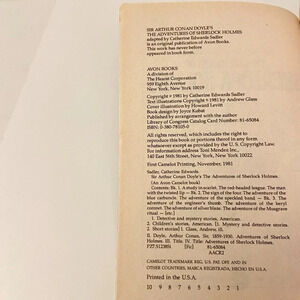 SIR ARTHUR CONAN DOYLE'S
THE ADVENTURES OF SHERLOCK HOLMES
adapted by Catherine Edwards Sadler
is an original publication of Avon Books.
This work has never before
appeared in book form.
AVON BOOKS
A division of
The Hearst Corporation
959 Eighth Avenue
New York, New York 10019
Copyright © 1981 by Catherine Edwards Sadler
Text illustrations Copyright © 1981 by Andrew Glass
Cover illustration by Howard Levitt
Book design by Joyce Kubat
Published by arrangement with the author
Library of Congress Catalog Card Number: 81-65084
ISBN: 0-380-78105-0
All rights reserved, which includes the right to
reproduce this book or portions thereof in any form
whatsoever except as provided by the U. S. Copyright Law.
For information address Toni Mendez Inc.,
140 East 56th Street, New York, New York 10022
First Camelot Printing, November, 1981
Sadler, Catherine Edwards.
Sir Arthur Conan Doyle's The Adventures of Sherlock Holmes.
(An Avon Camelot book)
Contents: Bk. 1. A study in scarlet. The red-headed league. The man
with the twisted lip — Bk. 2. The sign of the four. The adventure of the
blue carbuncle. The adventure of the speckled band — Bk. 3. The
adventure of the engineer's thumb. The adventure of the beryl
coronet. The adventure of silver blaze. The adventure of the Musgrave
ritual — [etc.]
1. Detective and mystery stories, American.
2. Children's stories, American. [1. Mystery and detective stories.
2. Short stories] I. Glass, Andrew, ill.
II. Doyle, Arthur Conan, Sir, 1859-1930. Adventures of Sherlock
Holmes. III. Title. IV. Title: Adventures of Sherlock Holmes.
[Fic] 81-65084
AACR2
CAMELOT TRADEMARK REG. U.S. PAT. OFF. AND IN
OTHER COUNTRIES, MARCA REGISTRADA, HECHO EN U.S.A.
Printed in the U.S.A.
10 9 8 7 6 5 4 3 2 1